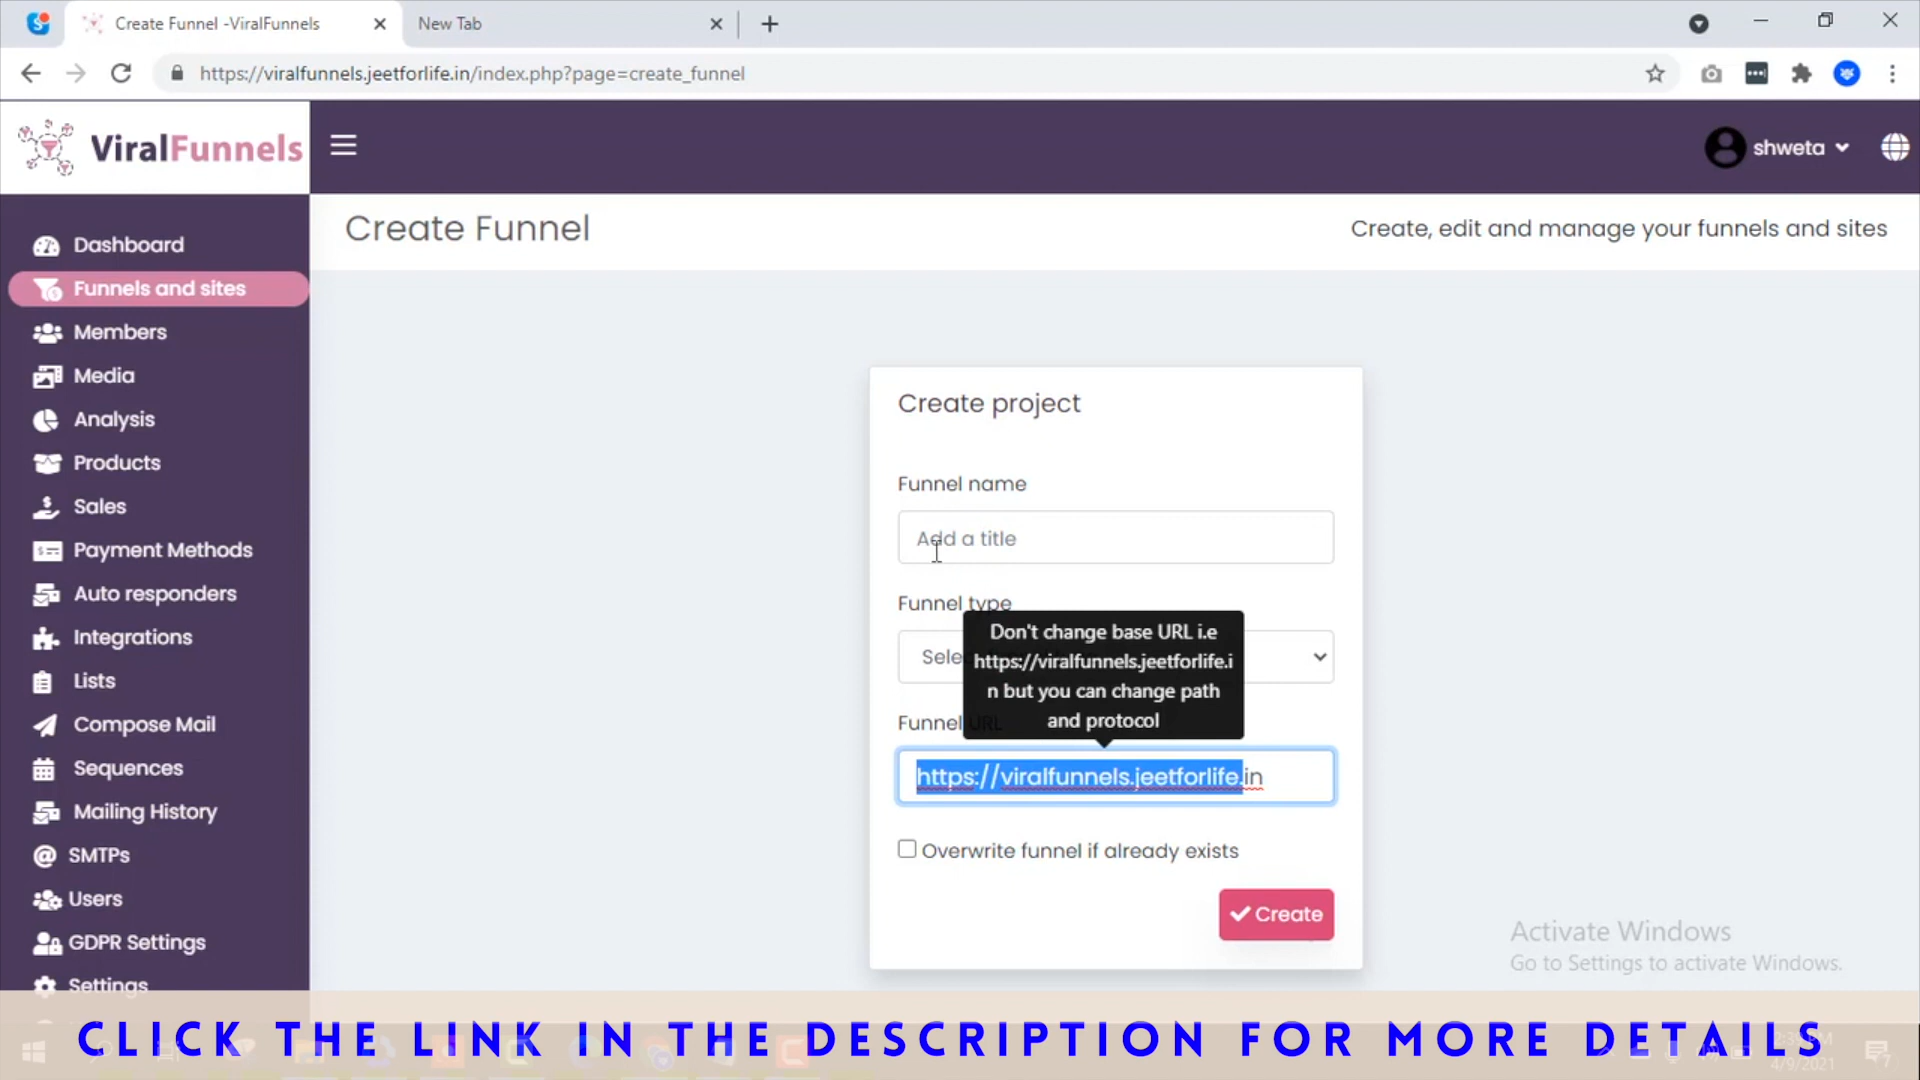 Create Funnel -ViralFunnels
New Tab
https://viralfunnels.jeetforlife.in/index.php?page=create_funnel
ViralFunnels
shweta
Create Funnel
Create, edit and manage your funnels and sites
Dashboard
Funnels and sites
Members
Media
Analysis
Products
Sales
Payment Methods
Auto responders
Integrations
Lists
Compose Mail
Sequences
Mailing History
SMTPs
Users
GDPR Settings
Settings
Create project
Funnel name
Add a title
Funnel type
Don't change base URL i.e
https://viralfunnels.jeetforlife.i
n but you can change path
and protocol
Funnel
https://viralfunnels.jeetforlife.in
Overwrite funnel if already exists
Create
Activate Windows
Go to Settings to activate Windows.
CLICK THE LINK IN THE DESCRIPTION FOR MORE DETAILS
4/9/2021